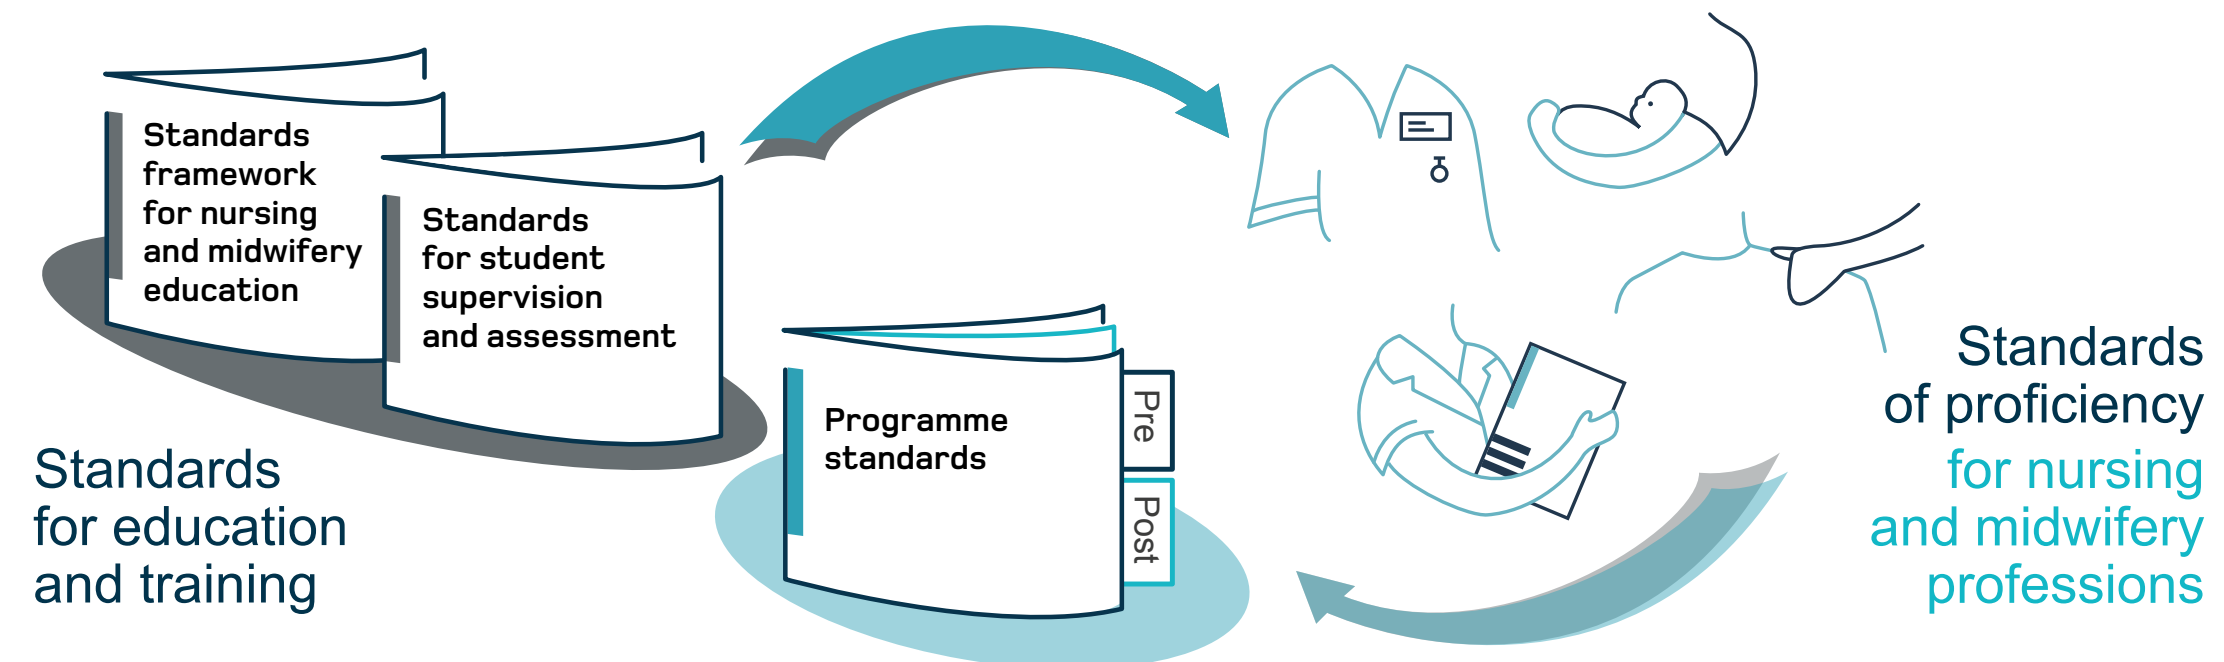 Standards
framework
for nursing
and midwifery
education
Standards
for student
supervision
and assessment
Programme
standards
Pre
Post
Standards
for education
and training
Standards
of proficiency
for nursing
and midwifery
professions